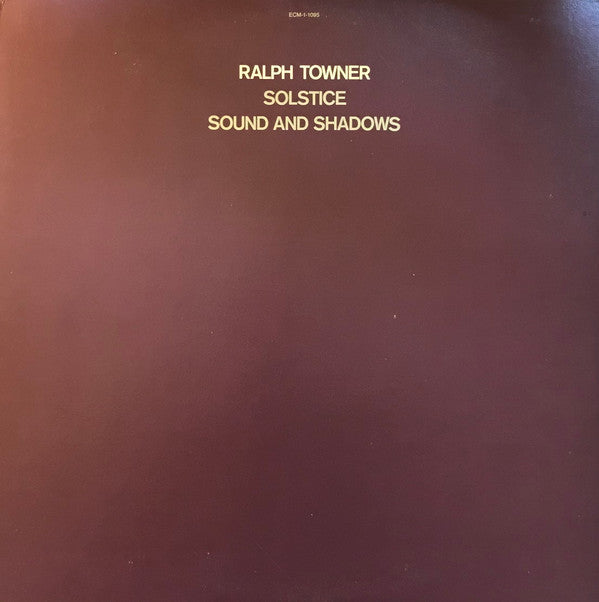 ECM-1-1095
RALPH TOWNER
SOLSTICE
SOUND AND SHADOWS